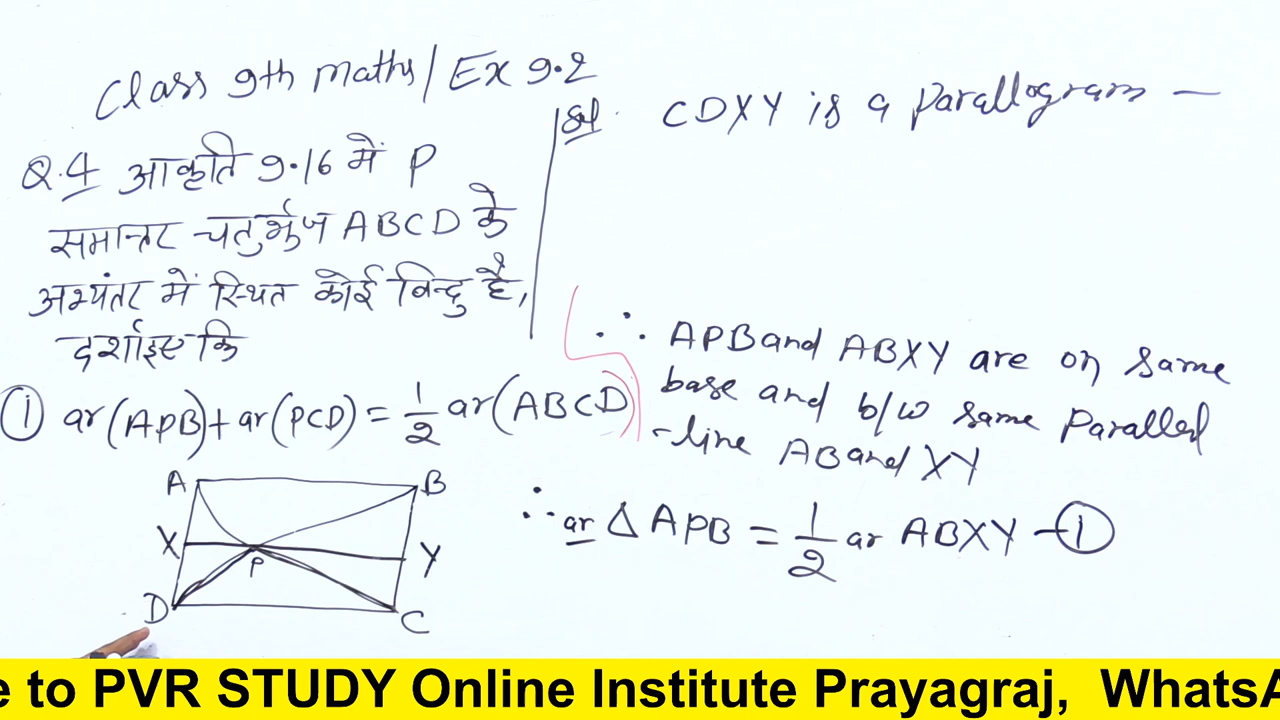 Class 9th maths/ Ex 9.2
Q.4 आकृति 9.16 में P
समान्तर चतुर्भुज ABCD के
अभ्यंतर में स्थित कोई विन्दु है,
दर्शाइए कि
① ar(APB)+ar(PCD)=1/2 ar(ABCD)
A B
X Y
P
D C
Sol. CDXY is a Parallogram —
∴ APB and ABXY are on same
base and b/w same Paralled
-line AB and XY
∴ ar △ APB = 1/2 ar ABXY —①
e to PVR STUDY Online Institute Prayagraj, WhatsA